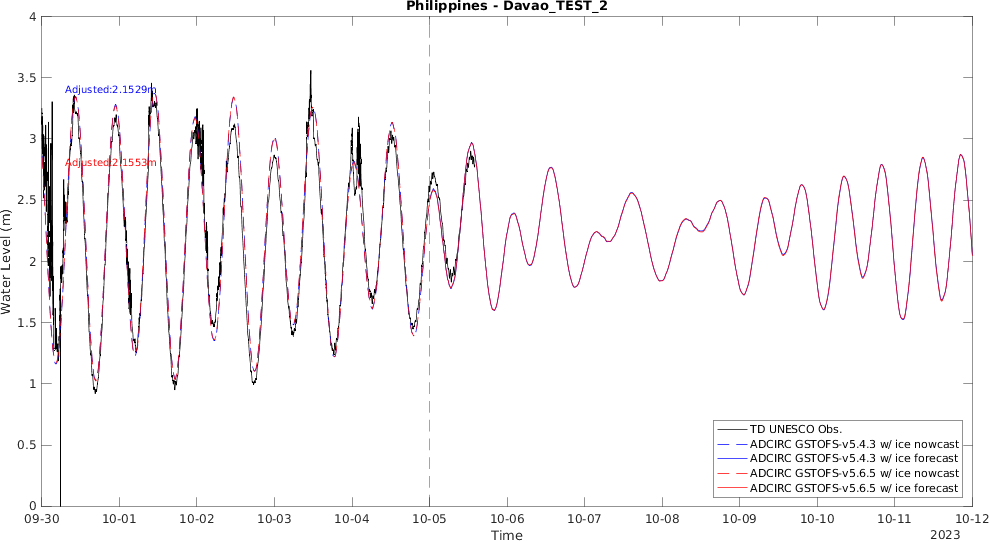 Philippines - Davao_TEST_2
4
3.5
3
2.5
2
1.5
1
0.5
0
Water Level (m)
Adjusted:2.1529m
Adjusted:2.1553m
TD UNESCO Obs.
ADCIRC GSTOFS-v5.4.3 w/ ice nowcast
ADCIRC GSTOFS-v5.4.3 w/ ice forecast
ADCIRC GSTOFS-v5.6.5 w/ ice nowcast
ADCIRC GSTOFS-v5.6.5 w/ ice forecast
09-30 10-01 10-02 10-03 10-04 10-05 10-06 10-07 10-08 10-09 10-10 10-11 10-12
Time
2023